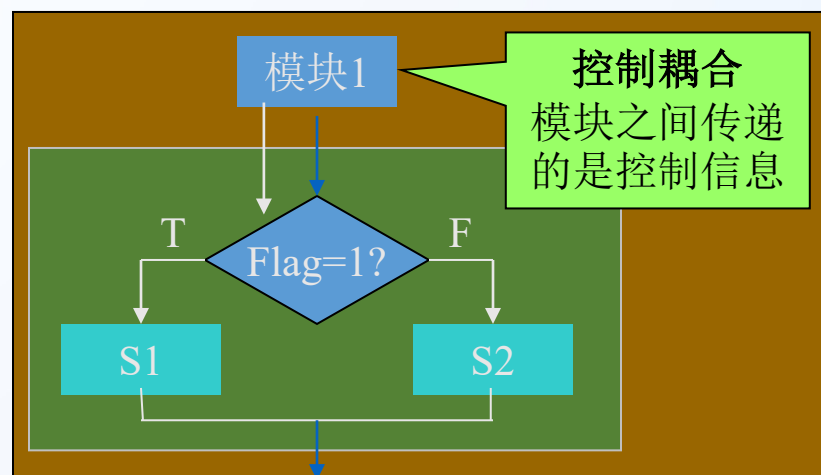 模块1
控制耦合
模块之间传递
的是控制信息
T
F
Flag=1?
S1
S2